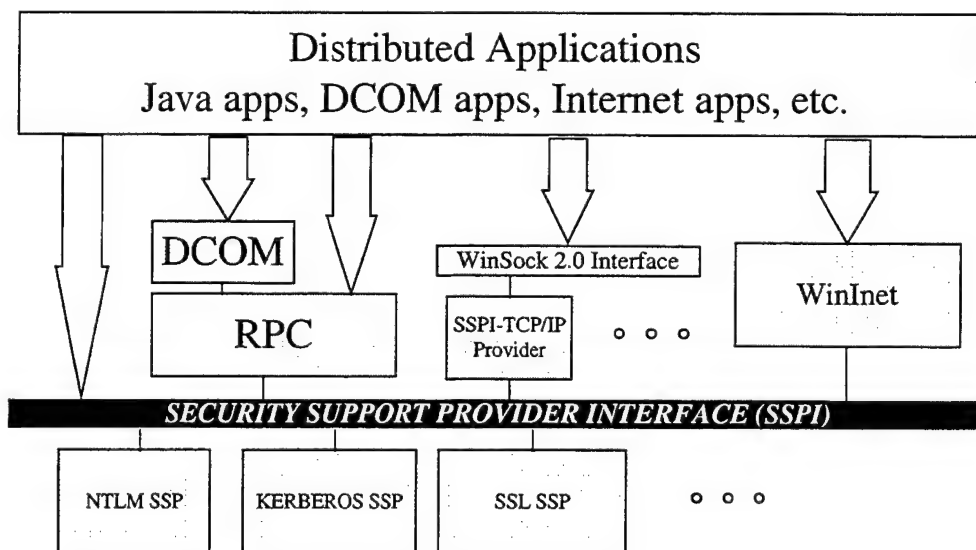 Distributed Applications
Java apps, DCOM apps, Internet apps, etc.
DCOM
RPC
WinSock 2.0 Interface
SSPI-TCP/IP
Provider
WinInet
SECURITY SUPPORT PROVIDER INTERFACE (SSPI)
NTLM SSP
KERBEROS SSP
SSL SSP